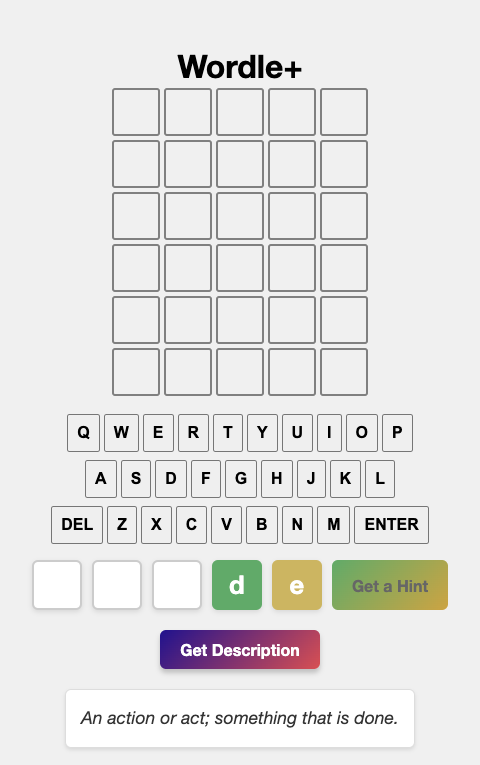 Wordle+
Q W E R T Y U I O P
A S D F G H J K L
DEL Z X C V B N M ENTER
d e Get a Hint
Get Description
An action or act; something that is done.